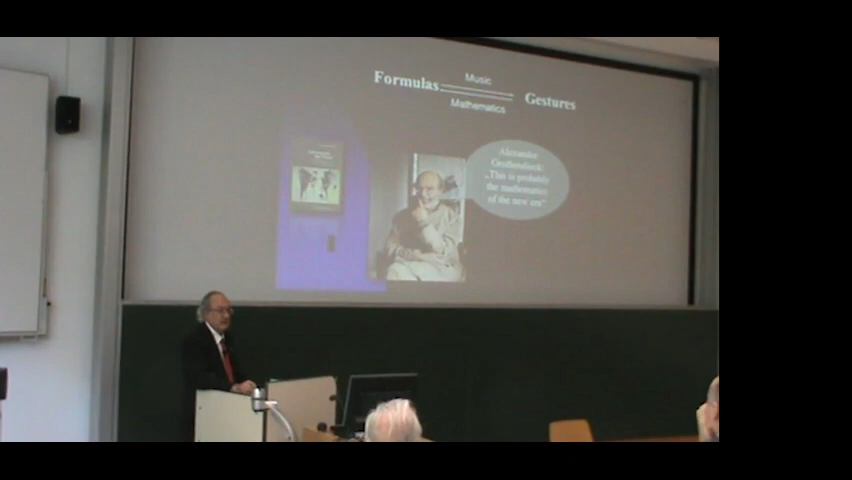 Music
Formulas
Gestures
Mathematics
Alexander
Grothendieck:
„This is probably
the mathematics
of the new era“